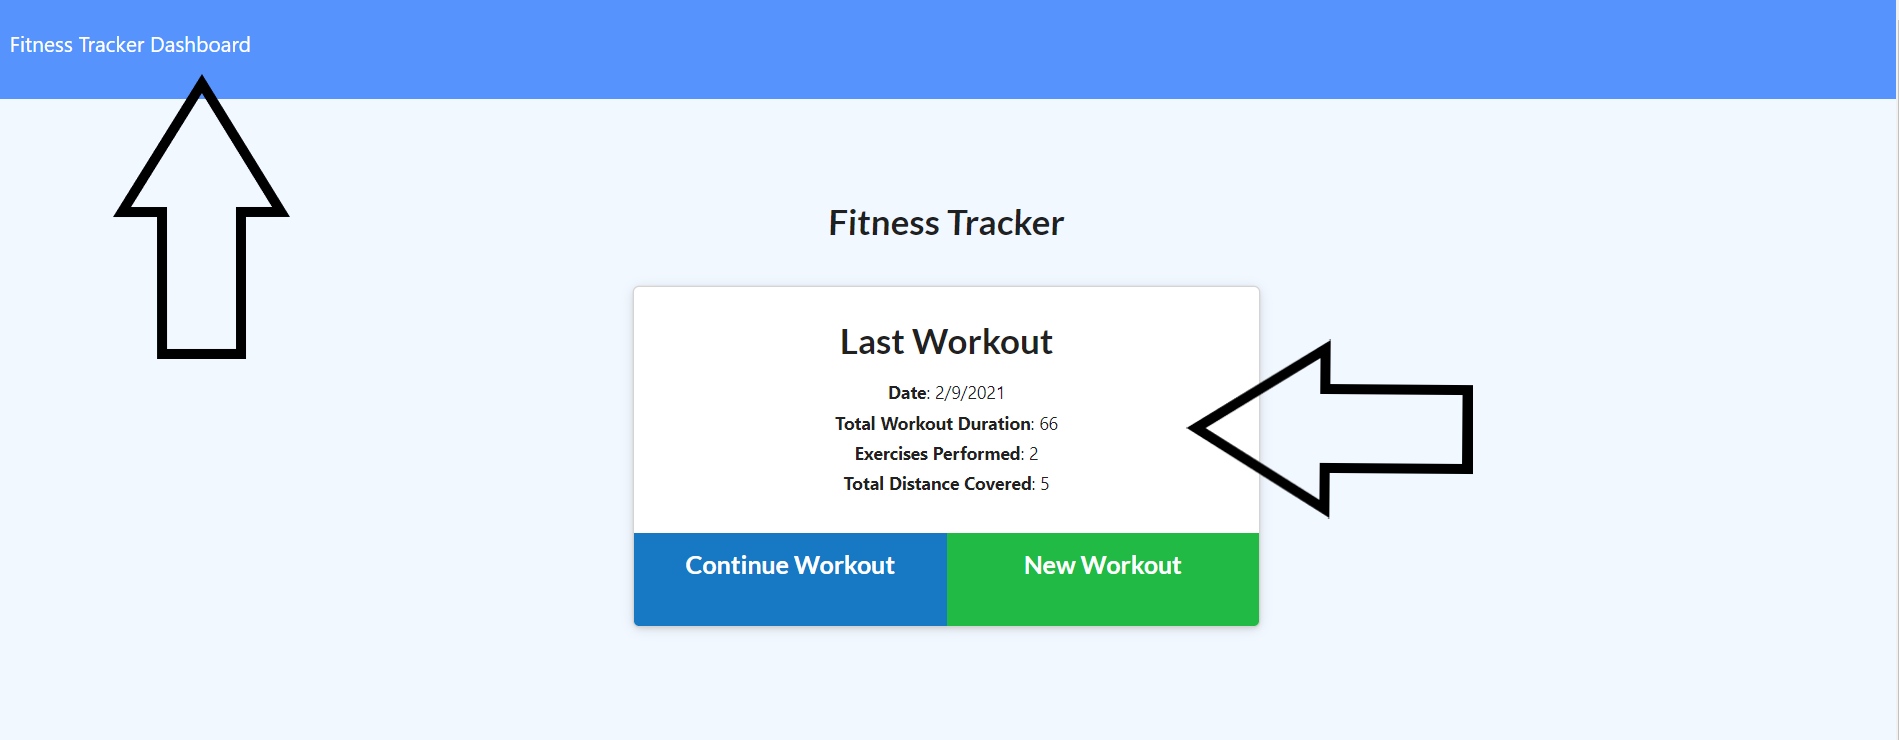 Fitness Tracker Dashboard
Fitness Tracker
Last Workout
Date: 2/9/2021
Total Workout Duration: 66
Exercises Performed: 2
Total Distance Covered: 5
Continue Workout
New Workout